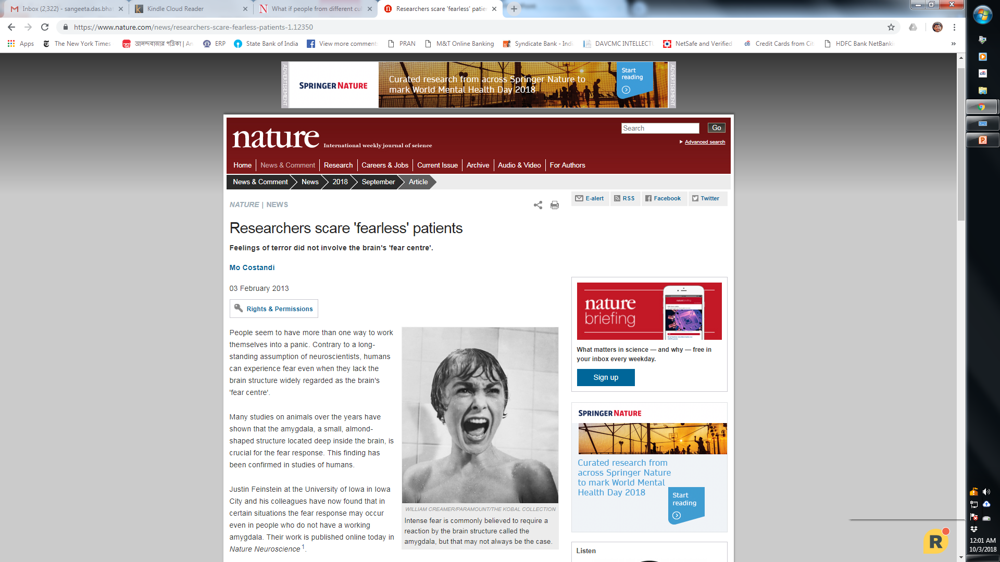 Inbox (2,322) - sangeeta.das.bha
Kindle Cloud Reader
What if people from different cu
Researchers scare 'fearless' patie
https://www.nature.com/news/researchers-scare-fearless-patients-1.12350
Apps
The New York Times
আনন্দবাজার পত্রিকা | An
ERP
State Bank of India
View more comment
PRAN
M&T Online Banking
Syndicate Bank - Indi
DAVCMC INTELLECTU
NetSafe and Verified
citi
Credit Cards from Cit
HDFC Bank NetBanki
»
ADVERTISEMENT
SPRINGER NATURE
Curated research from across Springer Nature to
mark World Mental Health Day 2018
Start
reading
ADVERTISEMENT
nature International weekly journal of science
Search
Go
Advanced search
Home
News & Comment
Research
Careers & Jobs
Current Issue
Archive
Audio & Video
For Authors
News & Comment
News
2018
September
Article
NATURE | NEWS
E-alert
RSS
Facebook
Twitter
Researchers scare 'fearless' patients
Feelings of terror did not involve the brain's 'fear centre'.
Mo Costandi
03 February 2013
Rights & Permissions
People seem to have more than one way to work
themselves into a panic. Contrary to a long-
standing assumption of neuroscientists, humans
can experience fear even when they lack the
brain structure widely regarded as the brain's
'fear centre'.
Many studies on animals over the years have
shown that the amygdala, a small, almond-
shaped structure located deep inside the brain, is
crucial for the fear response. This finding has
been confirmed in studies of humans.
Justin Feinstein at the University of Iowa in Iowa
City and his colleagues have now found that in
certain situations the fear response may occur
even in people who do not have a working
amygdala. Their work is published online today in
Nature Neuroscience 1.
WILLIAM CREAMER/PARAMOUNT/THE KOBAL COLLECTION
Intense fear is commonly believed to require a
reaction by the brain structure called the
amygdala, but that may not always be the case.
nature
briefing
What matters in science — and why — free in
your inbox every weekday.
Sign up
SPRINGER NATURE
Curated research from
across Springer Nature
to mark World Mental
Health Day 2018
Start
reading
Listen
R
citi
12:01 AM
10/3/2018